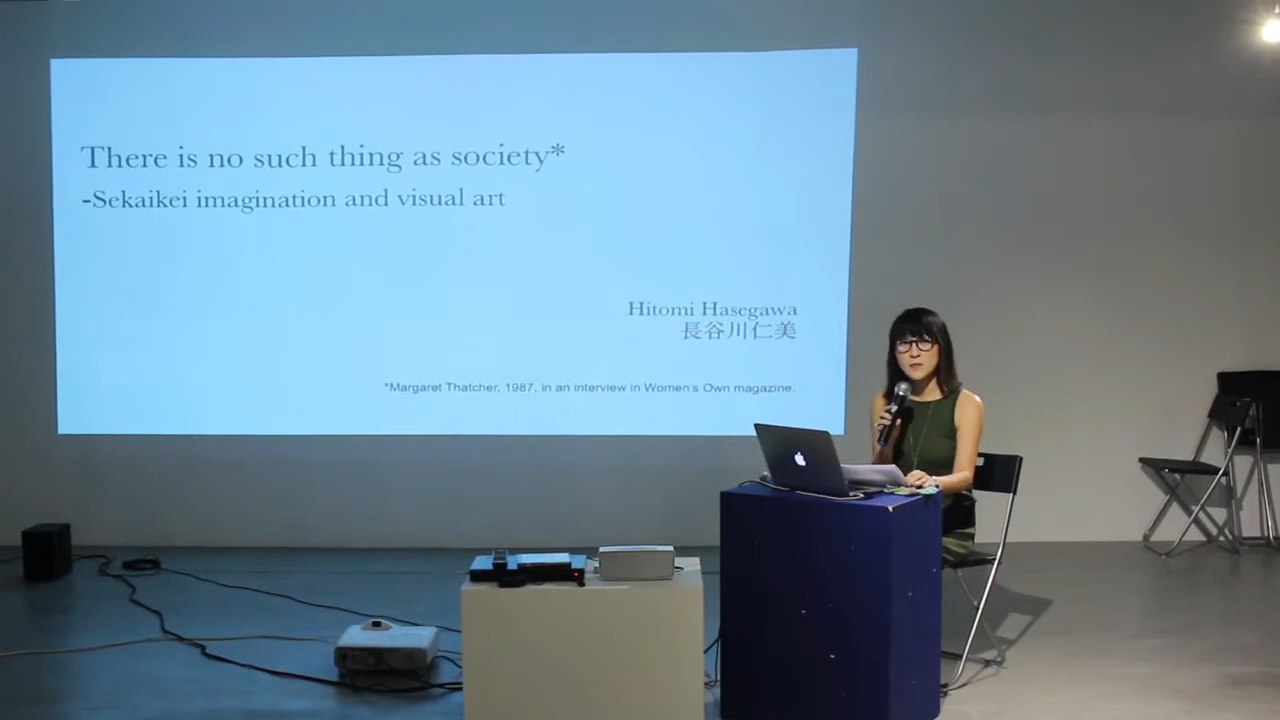 There is no such thing as society*
-Sekaikei imagination and visual art
Hitomi Hasegawa
長谷川仁美
*Margaret Thatcher, 1987, in an interview in Women's Own magazine.